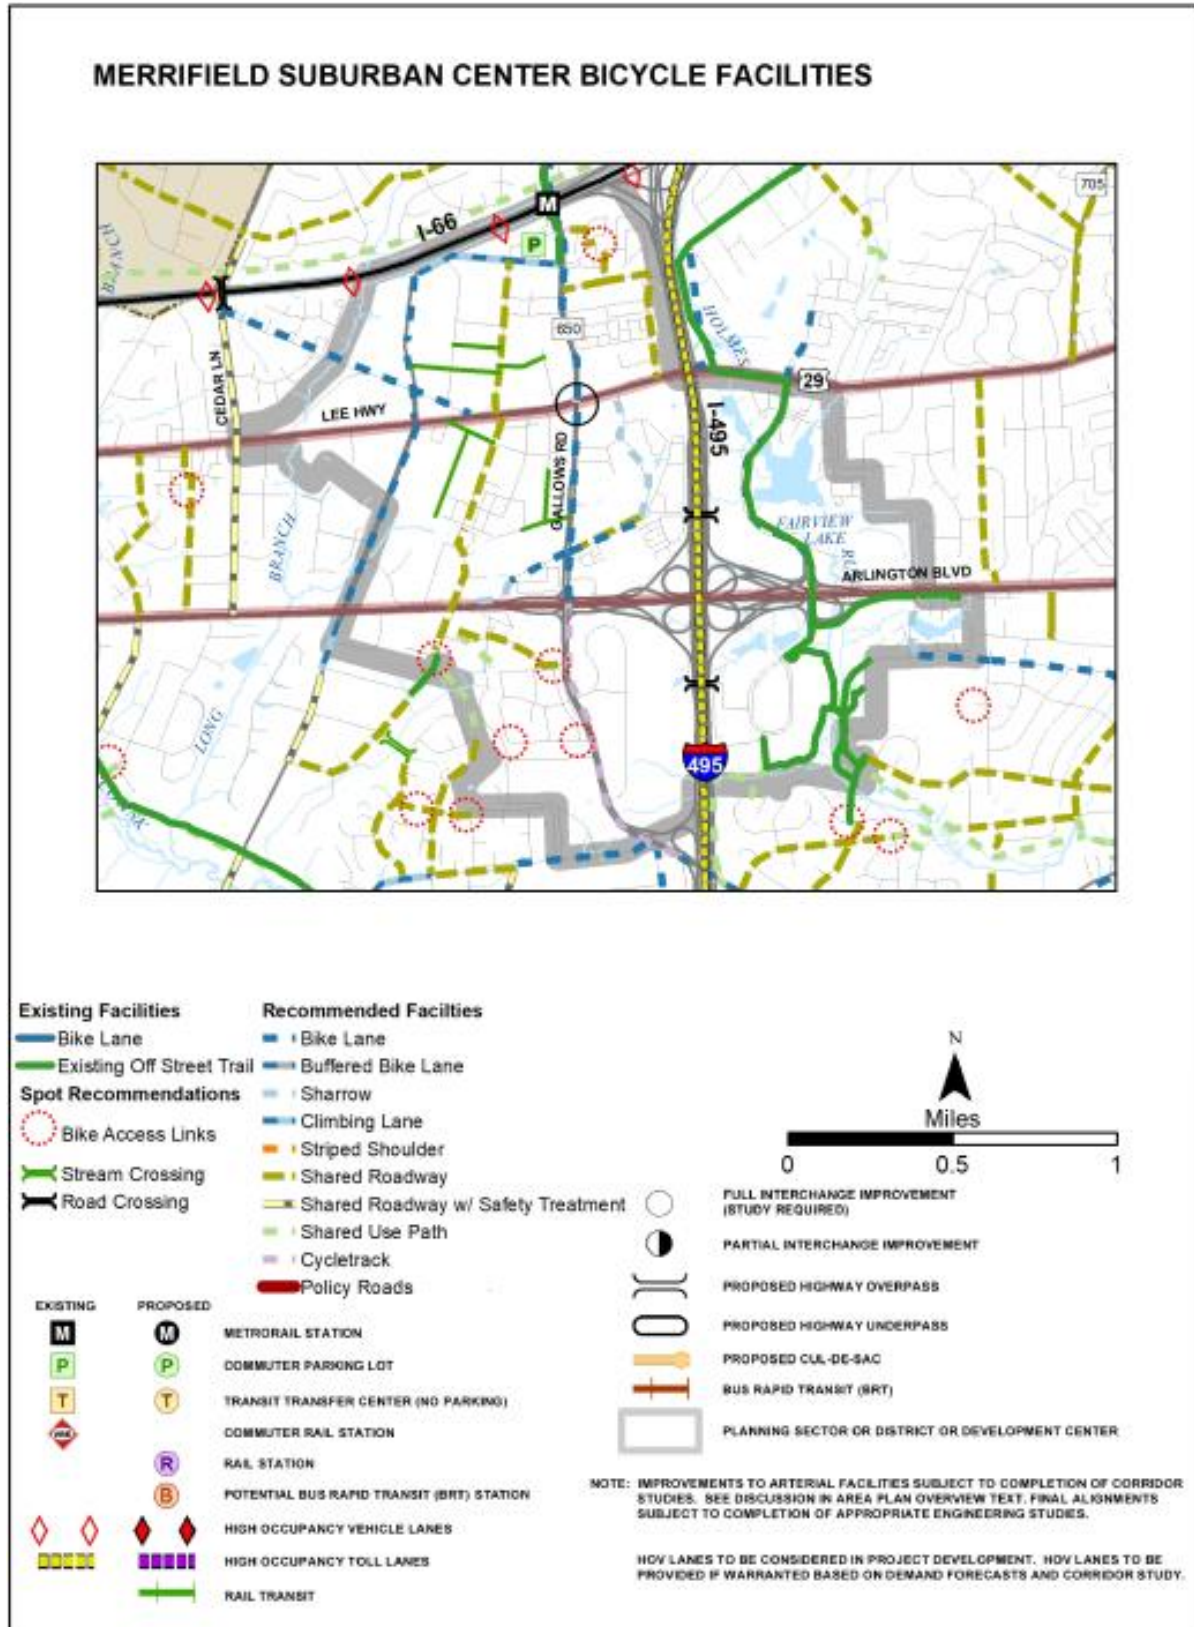 MERRIFIELD SUBURBAN CENTER BICYCLE FACILITIES
705
M
I-66
P
BRANCH
HOLMES
650
CEDAR LN
29
LEE HWY
I-495
GALLOWS RD
BRANCH
FAIRVIEW
LAKE
ARLINGTON BLVD
LONG
495
Existing Facilities
Bike Lane
Existing Off Street Trail
Spot Recommendations
Bike Access Links
Stream Crossing
Road Crossing
Recommended Facilties
Bike Lane
Buffered Bike Lane
Sharrow
Climbing Lane
Striped Shoulder
Shared Roadway
Shared Roadway w/ Safety Treatment
Shared Use Path
Cycletrack
Policy Roads
N
Miles
0 0.5 1
EXISTING PROPOSED
M M METRORAIL STATION
P P COMMUTER PARKING LOT
T T TRANSIT TRANSFER CENTER (NO PARKING)
COMMUTER RAIL STATION
R RAIL STATION
B POTENTIAL BUS RAPID TRANSIT (BRT) STATION
HIGH OCCUPANCY VEHICLE LANES
HIGH OCCUPANCY TOLL LANES
RAIL TRANSIT
FULL INTERCHANGE IMPROVEMENT
(STUDY REQUIRED)
PARTIAL INTERCHANGE IMPROVEMENT
PROPOSED HIGHWAY OVERPASS
PROPOSED HIGHWAY UNDERPASS
PROPOSED CUL-DE-SAC
BUS RAPID TRANSIT (BRT)
PLANNING SECTOR OR DISTRICT OR DEVELOPMENT CENTER
NOTE: IMPROVEMENTS TO ARTERIAL FACILITIES SUBJECT TO COMPLETION OF CORRIDOR
STUDIES. SEE DISCUSSION IN AREA PLAN OVERVIEW TEXT. FINAL ALIGNMENTS
SUBJECT TO COMPLETION OF APPROPRIATE ENGINEERING STUDIES.
HOV LANES TO BE CONSIDERED IN PROJECT DEVELOPMENT. HOV LANES TO BE
PROVIDED IF WARRANTED BASED ON DEMAND FORECASTS AND CORRIDOR STUDY.